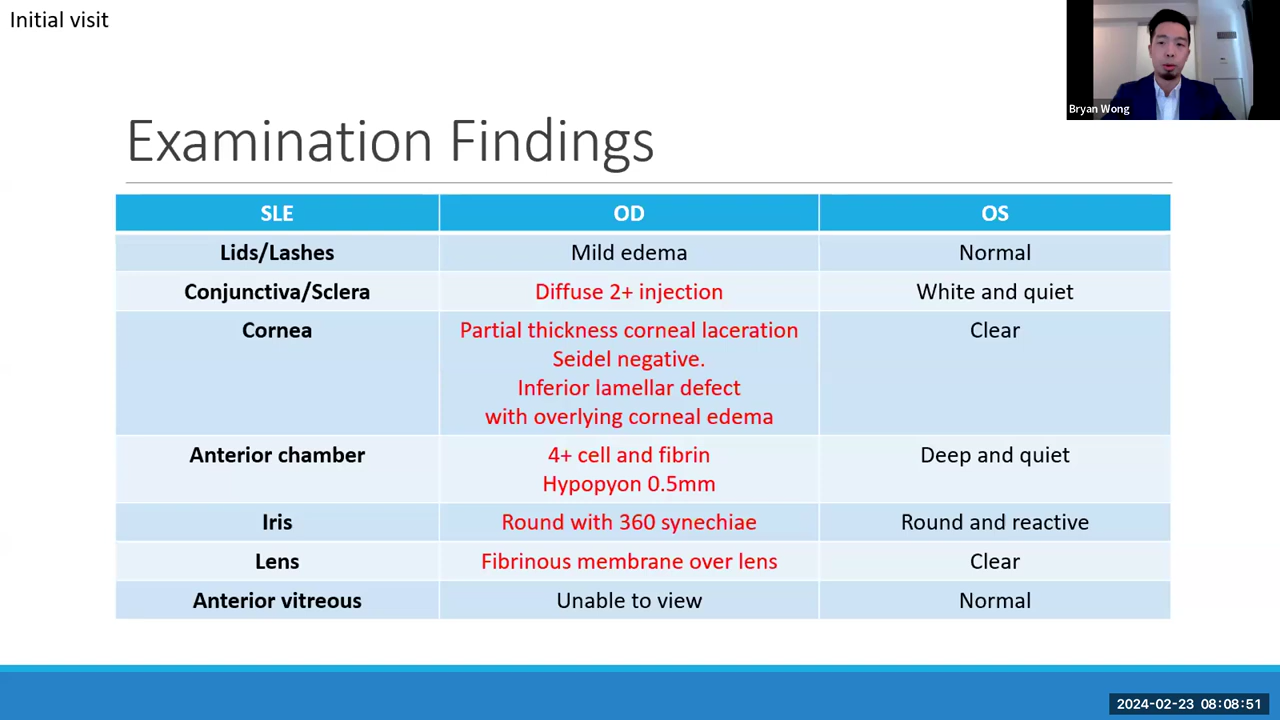 Initial visit
Bryan Wong
Examination Findings
SLE OD OS
Lids/Lashes Mild edema Normal
Conjunctiva/Sclera Diffuse 2+ injection White and quiet
Cornea Partial thickness corneal laceration Clear
Seidel negative.
Inferior lamellar defect
with overlying corneal edema
Anterior chamber 4+ cell and fibrin Deep and quiet
Hypopyon 0.5mm
Iris Round with 360 synechiae Round and reactive
Lens Fibrinous membrane over lens Clear
Anterior vitreous Unable to view Normal
2024-02-23 08:08:51